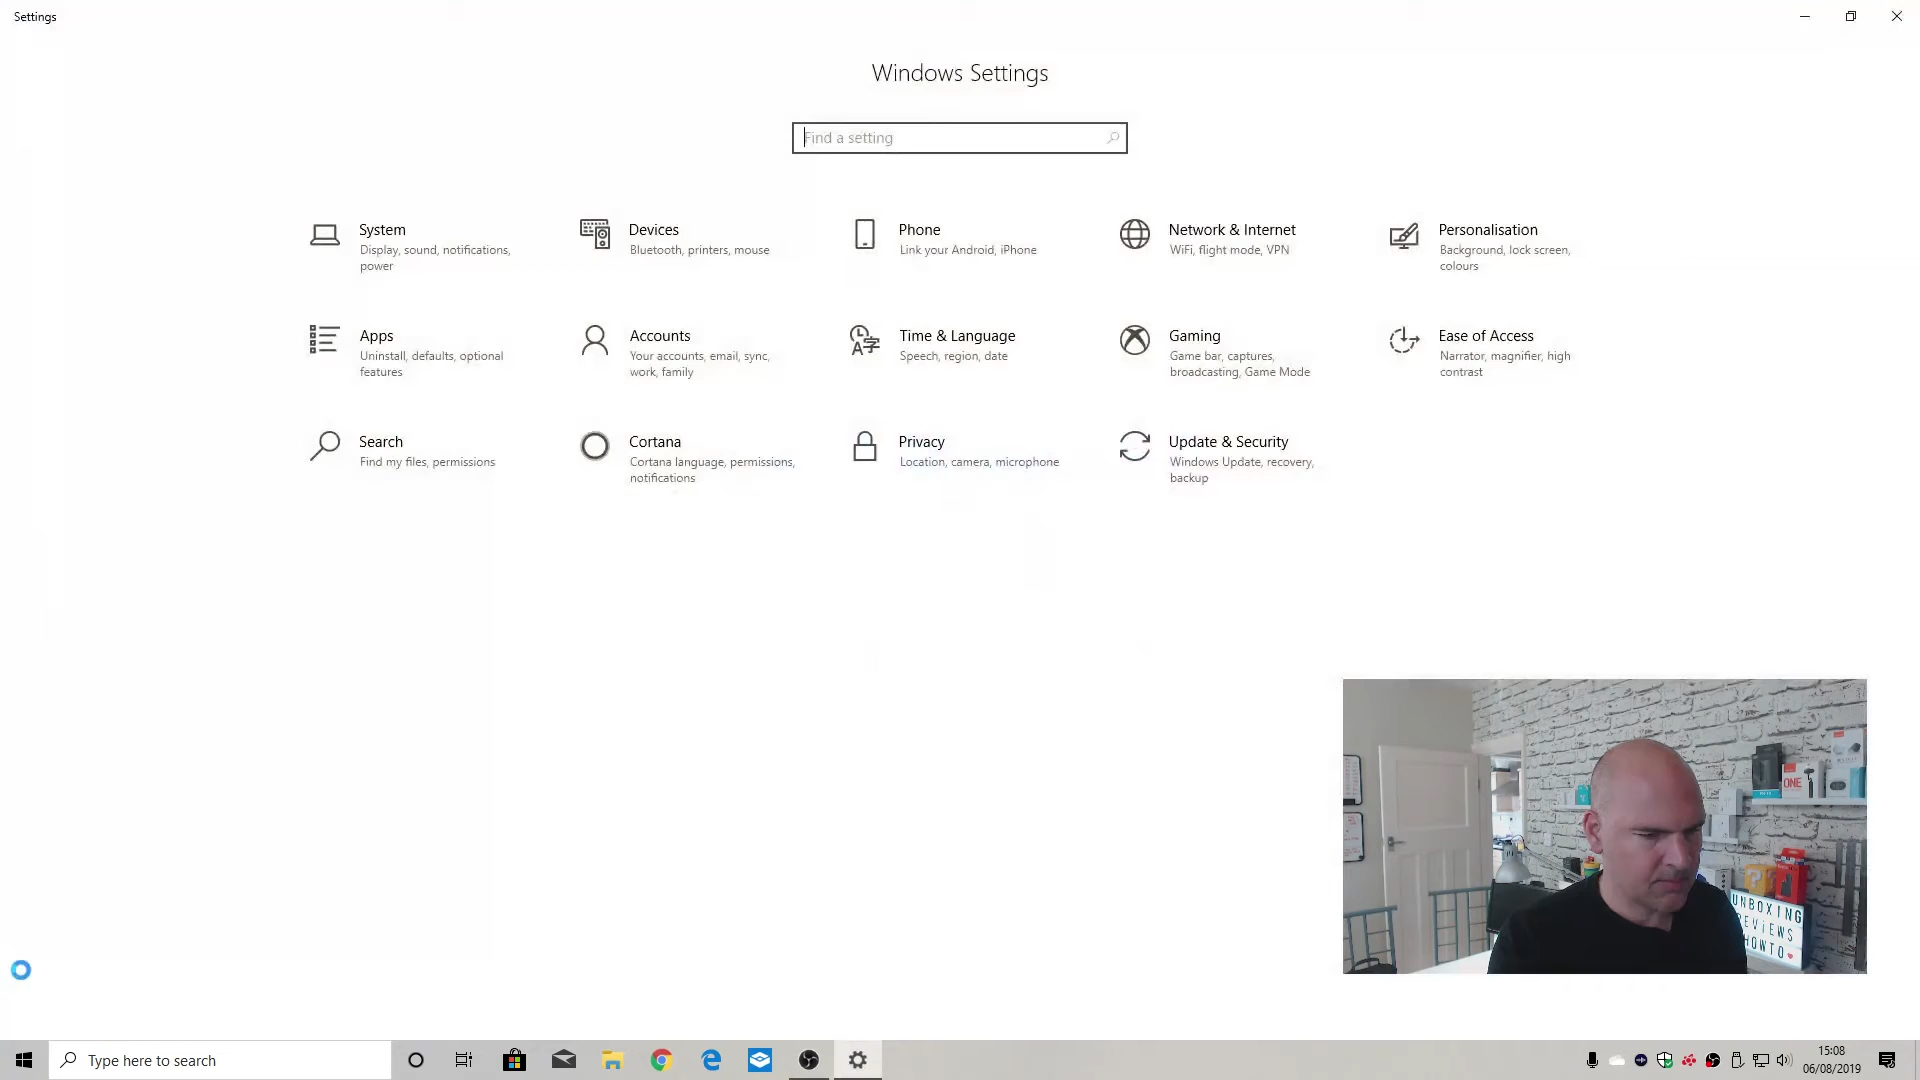 Settings
Windows Settings
Find a setting
System
Display, sound, notifications,
power
Devices
Bluetooth, printers, mouse
Phone
Link your Android, iPhone
Network & Internet
WiFi, flight mode, VPN
Personalisation
Background, lock screen,
colours
Apps
Uninstall, defaults, optional
features
Accounts
Your accounts, email, sync,
work, family
Time & Language
Speech, region, date
Gaming
Game bar, captures,
broadcasting, Game Mode
Ease of Access
Narrator, magnifier, high
contrast
Search
Find my files, permissions
Cortana
Cortana language, permissions,
notifications
Privacy
Location, camera, microphone
Update & Security
Windows Update, recovery,
backup
ONE
UNBOXING
REVIEWS
HOWTO
Type here to search
15:08
06/08/2019